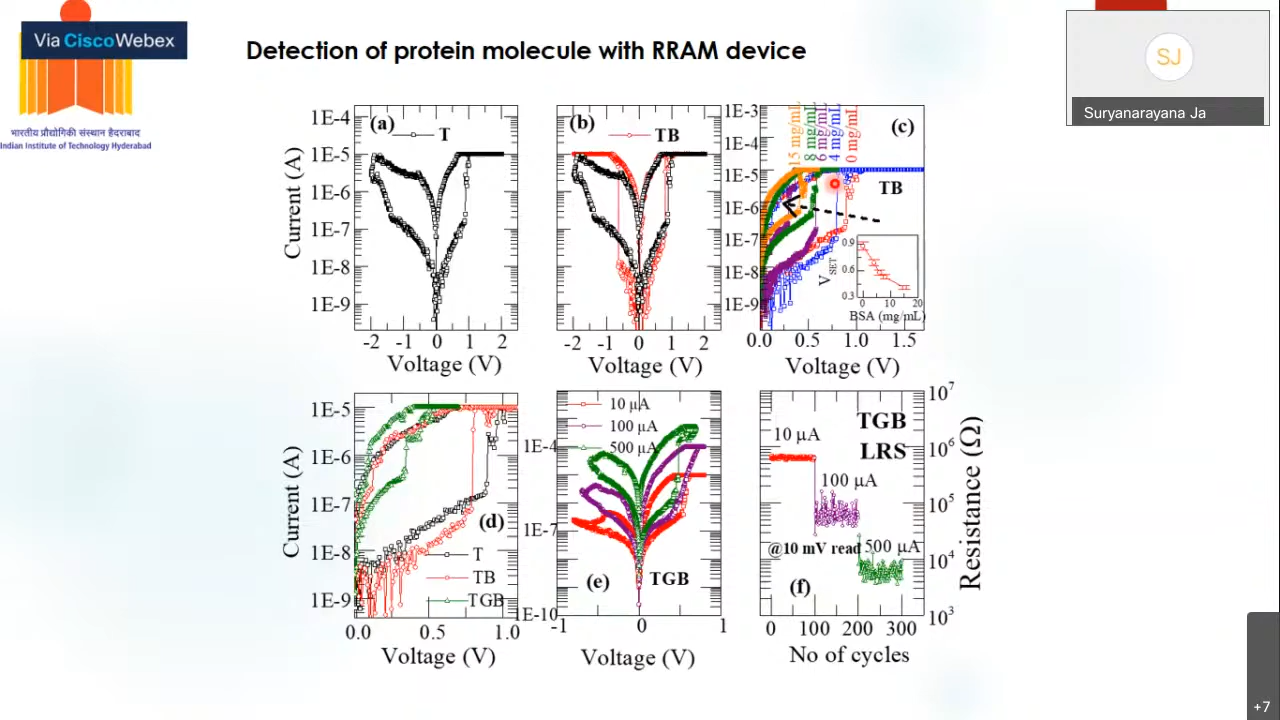 Via Cisco Webex
भारतीय प्रौद्योगिकी संस्थान हैदराबाद
Indian Institute of Technology Hyderabad
Detection of protein molecule with RRAM device
SJ
Suryanarayana Ja
(a)
T
1E-4
1E-5
1E-6
1E-7
1E-8
1E-9
Current (A)
-2 -1 0 1 2
Voltage (V)
(b)
TB
-2 -1 0 1 2
Voltage (V)
(c)
15 mg/mL
8 mg/mL
6 mg/mL
4 mg/mL
0 mg/mL
TB
1E-3
1E-4
1E-5
1E-6
1E-7
1E-8
1E-9
0.9
0.6
0.3
VSET
0 10 20
BSA (mg/mL)
0.0 0.5 1.0 1.5
Voltage (V)
1E-5
1E-6
1E-7
1E-8
1E-9
Current (A)
(d)
T
TB
TGB
0.0 0.5 1.0
Voltage (V)
10 µA
100 µA
500 µA
1E-4
1E-7
1E-10
(e)
TGB
-1 0 1
Voltage (V)
TGB
LRS
10 µA
100 µA
500 µA
@10 mV read
(f)
10⁷
10⁶
10⁵
10⁴
10³
Resistance (Ω)
0 100 200 300
No of cycles
+7